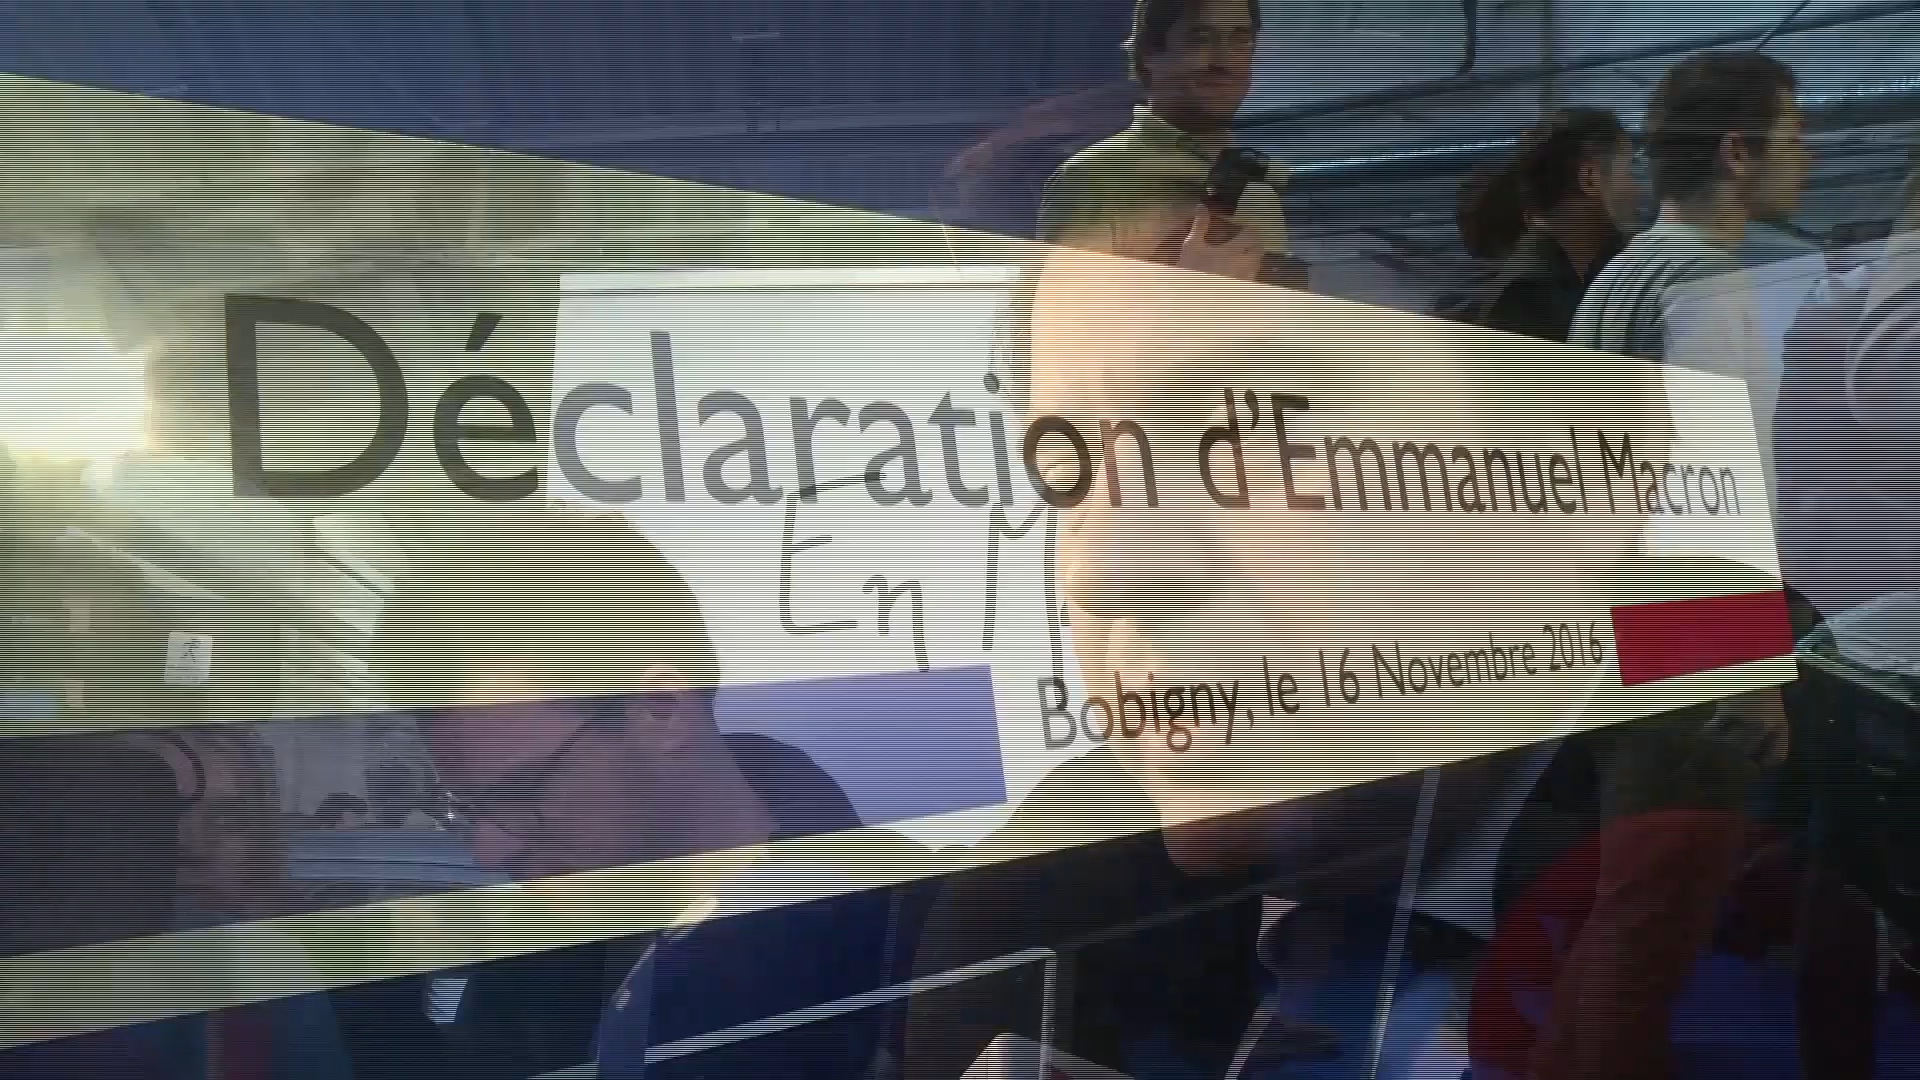 Déclaration d’Emmanuel Macron
En
Bobigny, le 16 Novembre 2016